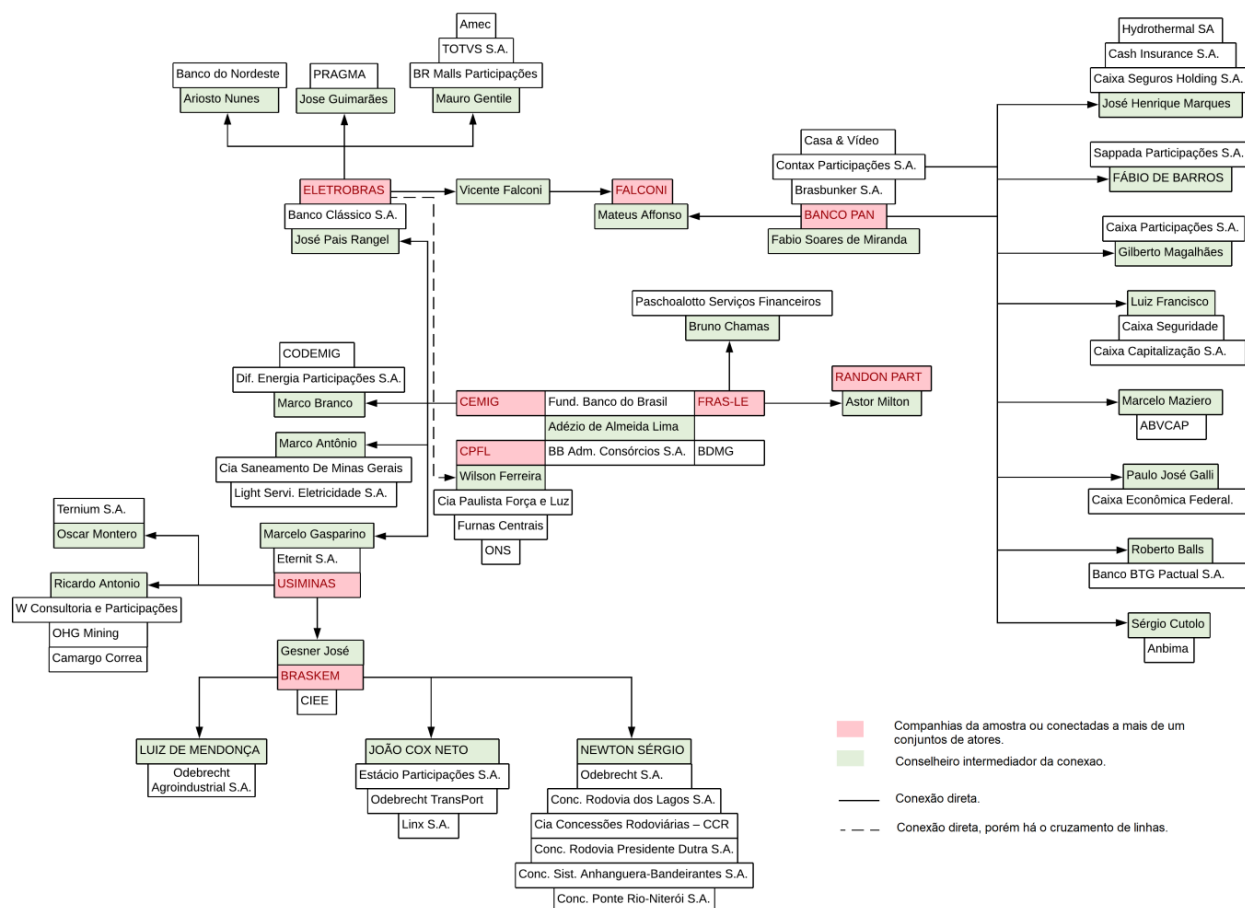 Amec
TOTVS S.A.
BR Malls Participações
Mauro Gentile
Banco do Nordeste
Ariosto Nunes
PRAGMA
Jose Guimarães
Hydrothermal SA
Cash Insurance S.A.
Caixa Seguros Holding S.A.
José Henrique Marques
Casa & Vídeo
Contax Participações S.A.
Brasbunker S.A.
BANCO PAN
Fabio Soares de Miranda
Sappada Participações S.A.
FÁBIO DE BARROS
ELETROBRAS
Banco Clássico S.A.
José Pais Rangel
Vicente Falconi
FALCONI
Mateus Affonso
Caixa Participações S.A.
Gilberto Magalhães
Luiz Francisco
Caixa Seguridade
Caixa Capitalização S.A.
Paschoalotto Serviços Financeiros
Bruno Chamas
CODEMIG
Dif. Energia Participações S.A.
Marco Branco
CEMIG
Fund. Banco do Brasil
FRAS-LE
RANDON PART
Astor Milton
Adézio de Almeida Lima
CPFL
BB Adm. Consórcios S.A.
BDMG
Wilson Ferreira
Cia Paulista Força e Luz
Furnas Centrais
ONS
Marcelo Maziero
ABVCAP
Marco Antônio
Cia Saneamento De Minas Gerais
Light Servi. Eletricidade S.A.
Paulo José Galli
Caixa Econômica Federal.
Ternium S.A.
Oscar Montero
Marcelo Gasparino
Eternit S.A.
USIMINAS
Roberto Balls
Banco BTG Pactual S.A.
Ricardo Antonio
W Consultoria e Participações
OHG Mining
Camargo Correa
Sérgio Cutolo
Anbima
Gesner José
BRASKEM
CIEE
LUIZ DE MENDONÇA
Odebrecht
Agroindustrial S.A.
JOÃO COX NETO
Estácio Participações S.A.
Odebrecht TransPort
Linx S.A.
NEWTON SÉRGIO
Odebrecht S.A.
Conc. Rodovia dos Lagos S.A.
Cia Concessões Rodoviárias – CCR
Conc. Rodovia Presidente Dutra S.A.
Conc. Sist. Anhanguera-Bandeirantes S.A.
Conc. Ponte Rio-Niterói S.A.
Companhias da amostra ou conectadas a mais de um
conjuntos de atores.
Conselheiro intermediador da conexao.
Conexão direta.
Conexão direta, porém há o cruzamento de linhas.